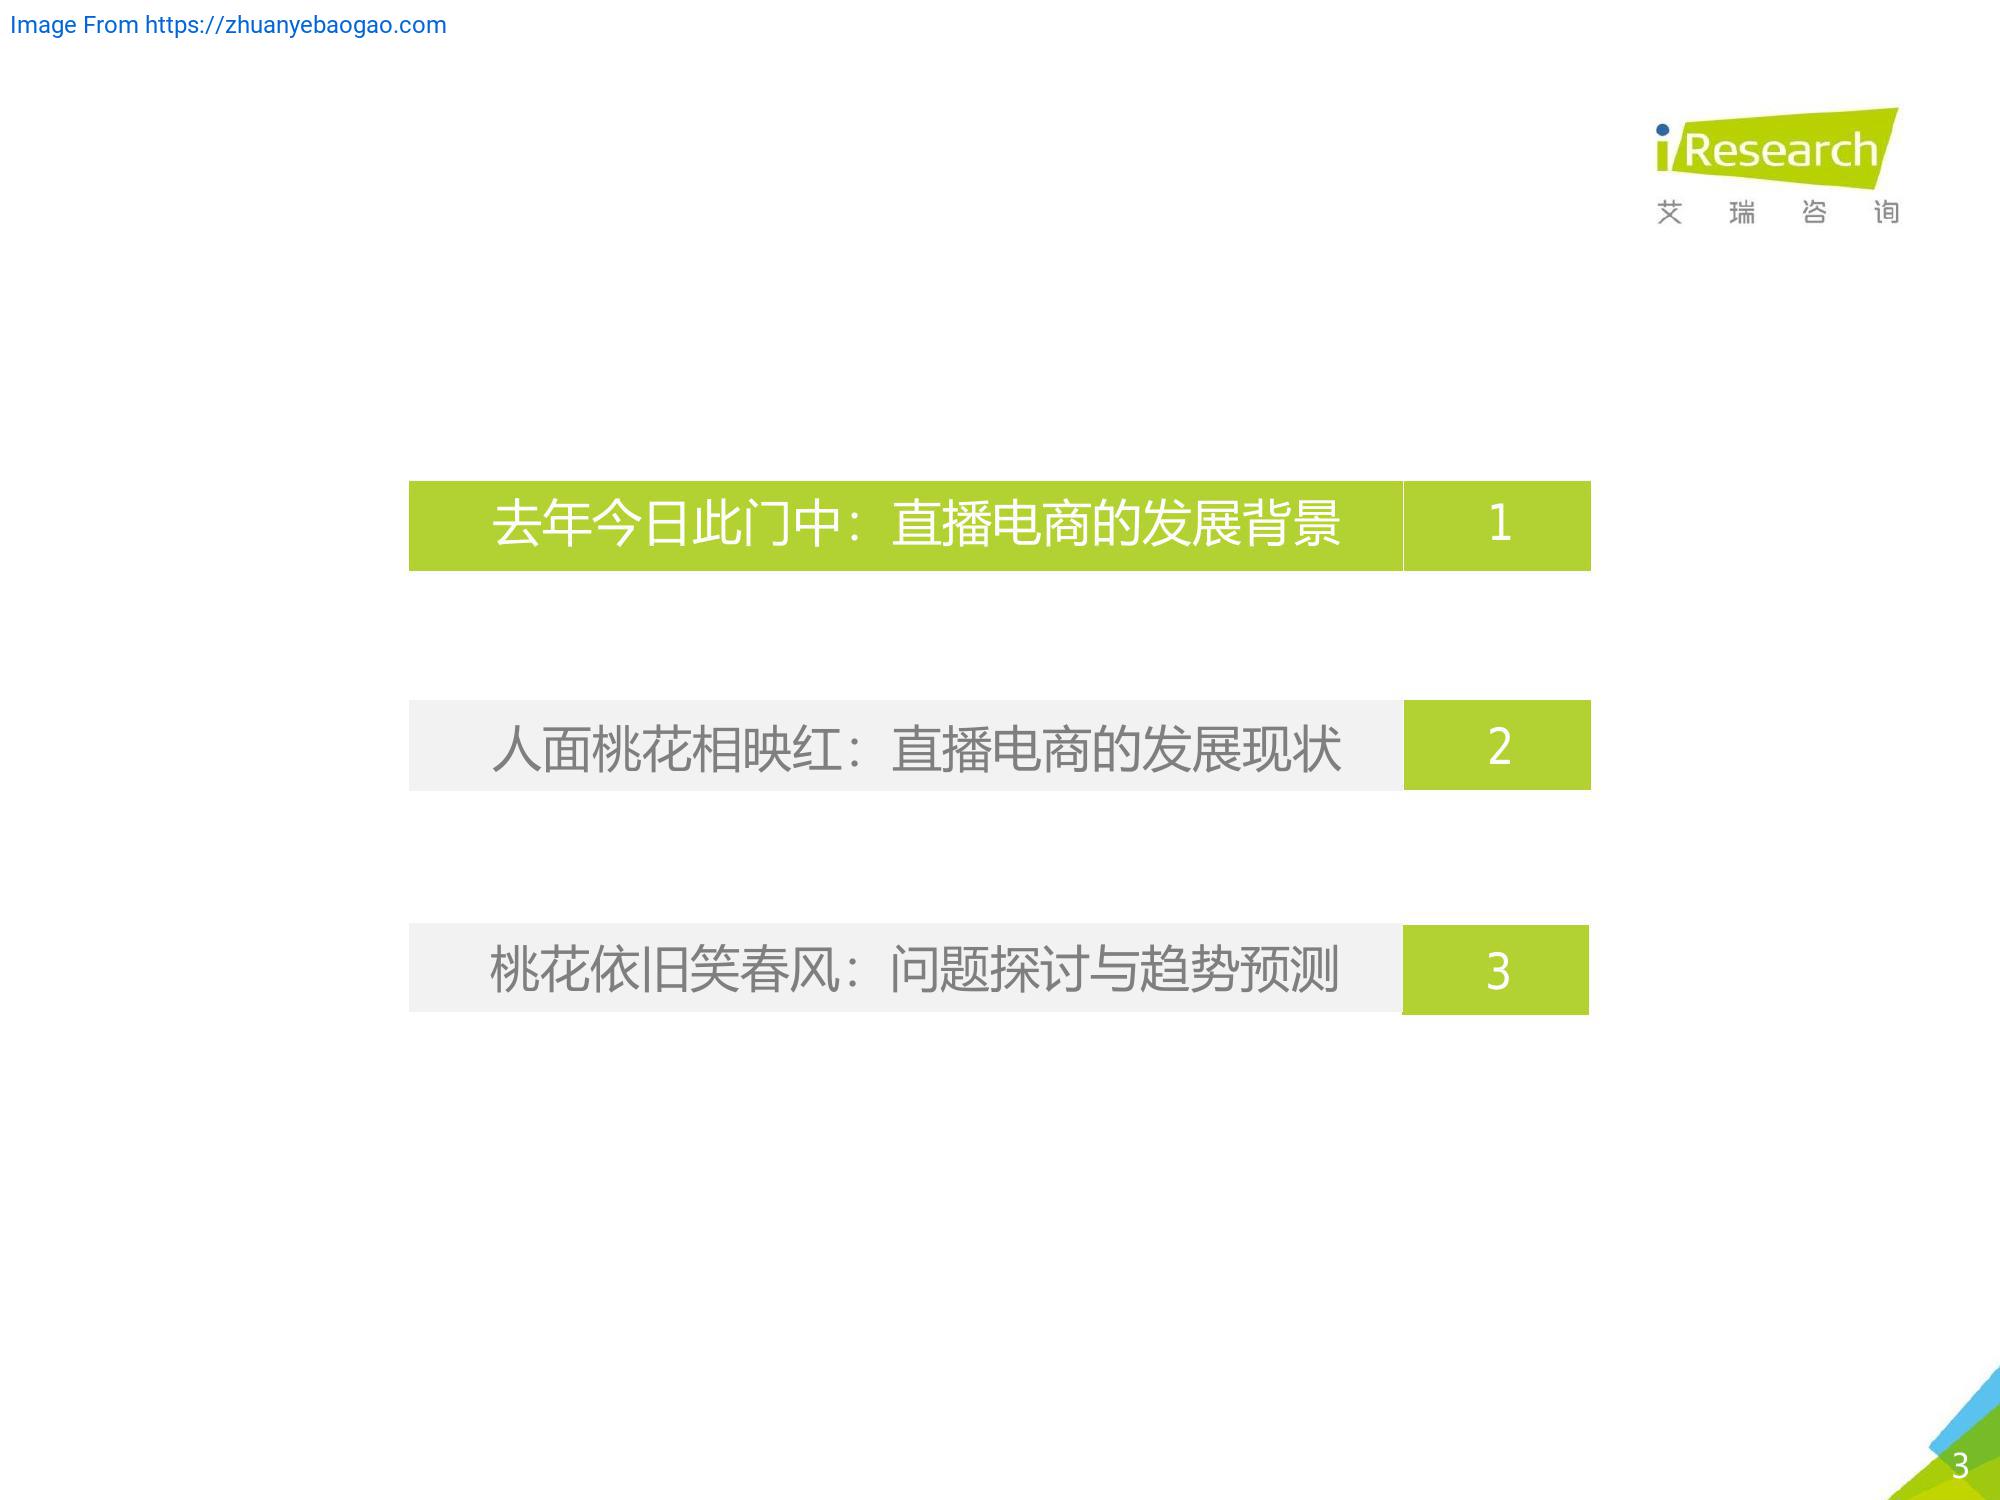 Image From https://zhuanyebaogao.com
iResearch
艾瑞咨询
去年今日此门中：直播电商的发展背景 1
人面桃花相映红：直播电商的发展现状 2
桃花依旧笑春风：问题探讨与趋势预测 3
3